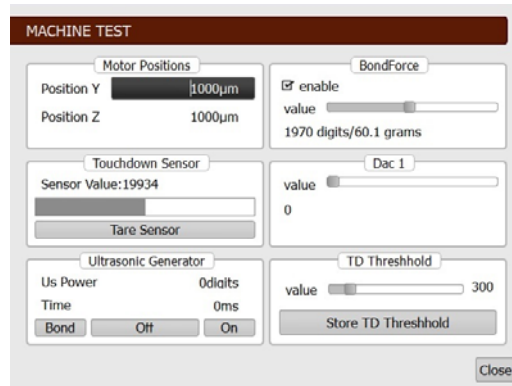 MACHINE TEST
Motor Positions
Position Y 1000µm
Position Z 1000µm
BondForce
enable
value
1970 digits/60.1 grams
Touchdown Sensor
Sensor Value:19934
Tare Sensor
Dac 1
value
0
Ultrasonic Generator
Us Power 0digits
Time 0ms
Bond Off On
TD Threshhold
value 300
Store TD Threshhold
Close